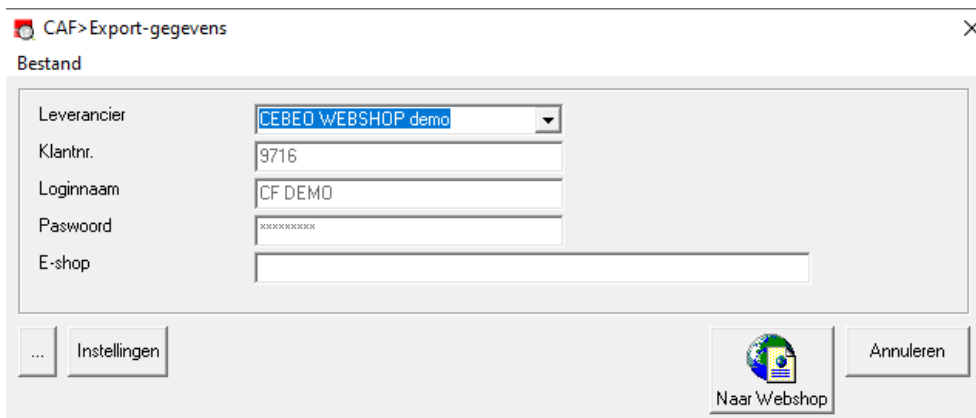 CAF>Export-gegevens
Bestand
Leverancier CEBEO WEBSHOP demo
Klantnr. 9716
Loginnaam CF DEMO
Paswoord *********
E-shop
... Instellingen Naar Webshop Annuleren